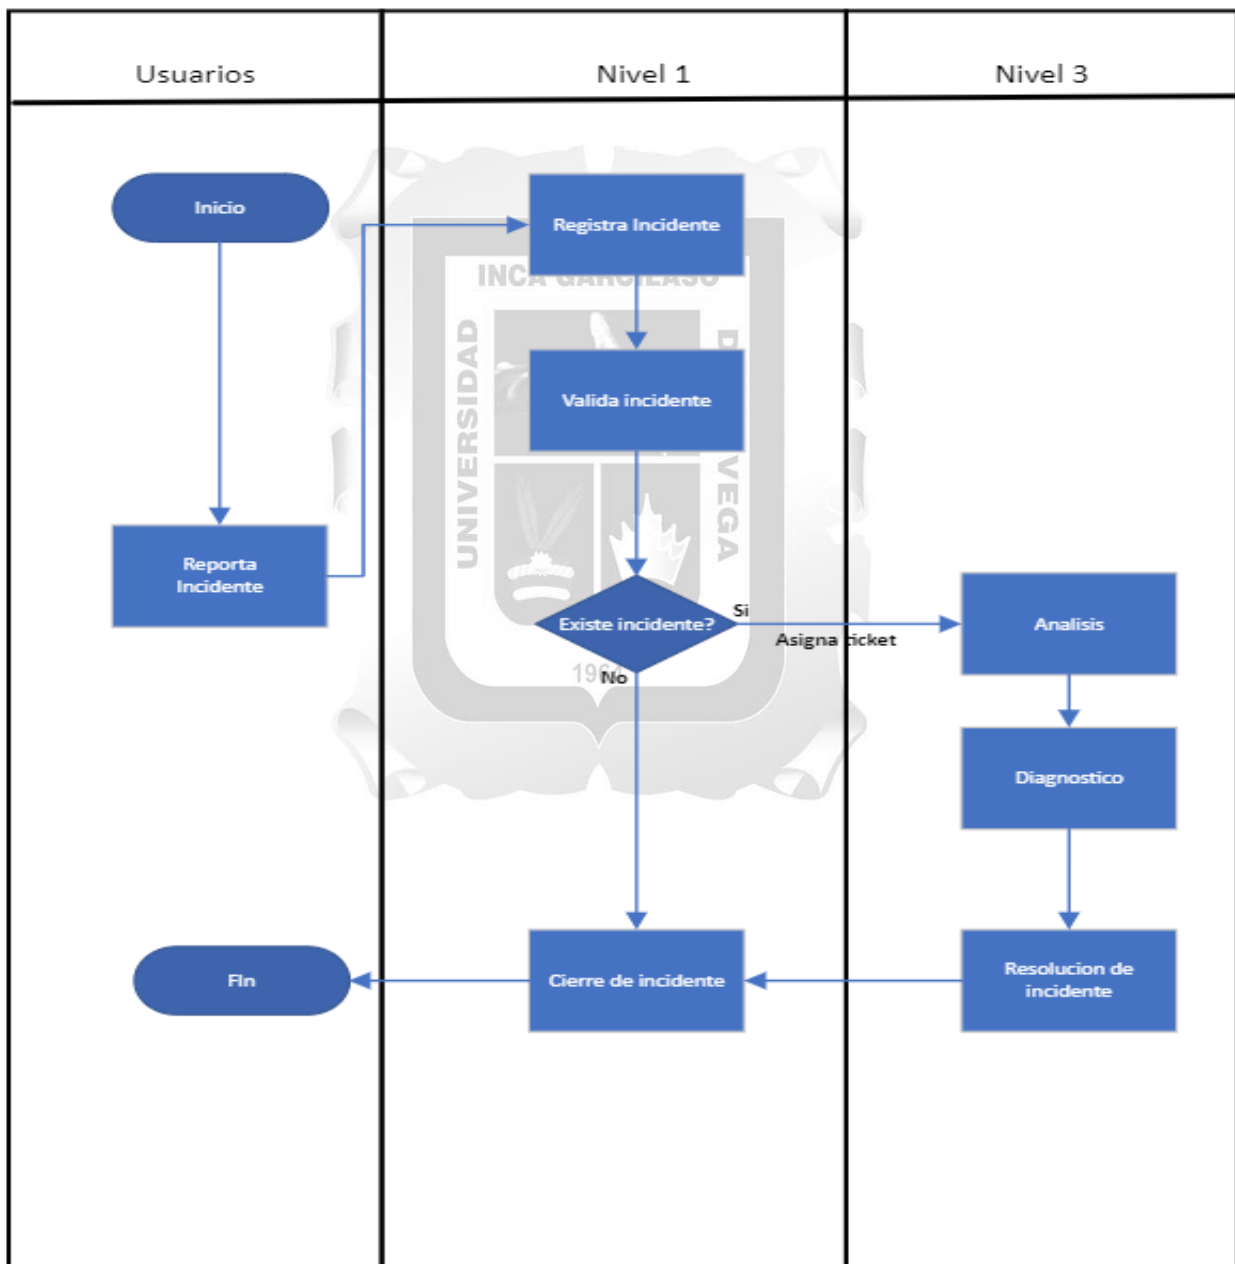 Usuarios
Nivel 1
Nivel 3
Inicio
Registra Incidente
INCA GARCILASO
UNIVERSIDAD
VEGA
Valida incidente
Reporta
Incidente
Existe incidente?
Si
Asigna ticket
Analisis
1964
No
Diagnostico
FIn
Cierre de incidente
Resolucion de
incidente